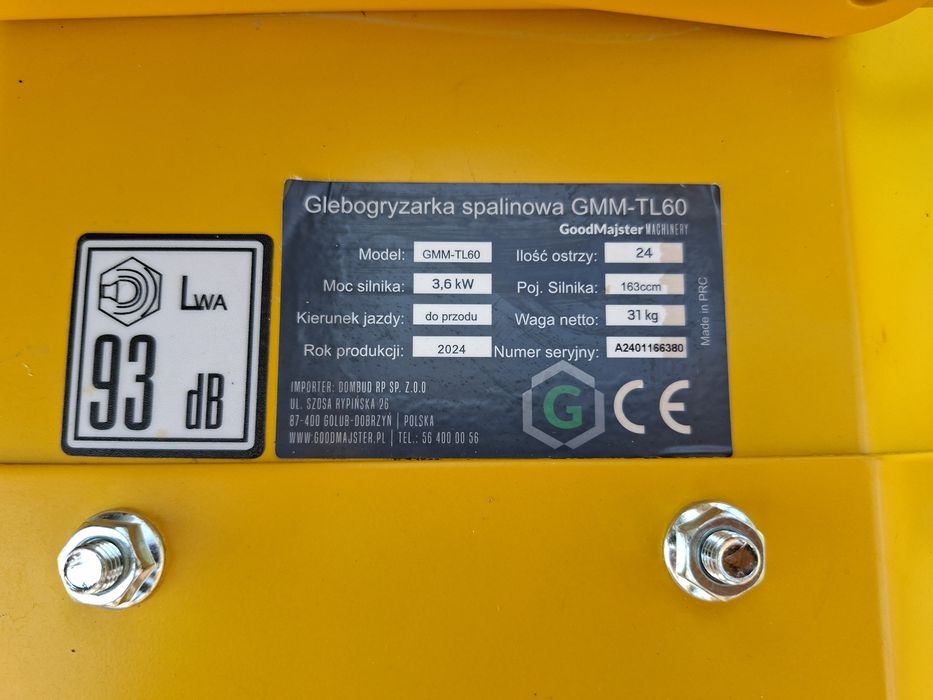 Glebogryzarka spalinowa GMM-TL60
GoodMajster MACHINERY
Model: GMM-TL60 Ilość ostrzy: 24
Moc silnika: 3,6 kW Poj. Silnika: 163ccm
Kierunek jazdy: do przodu Waga netto: 31 kg
Rok produkcji: 2024 Numer seryjny: A2401166380
Made in PRC
IMPORTER: DOMBUD RP SP. Z.O.O
UL. SZOSA RYPIŃSKA 26
87-400 GOLUB-DOBRZYŃ | POLSKA
WWW.GOODMAJSTER.PL | TEL.: 56 400 00 56
G
CE
LWA
93 dB